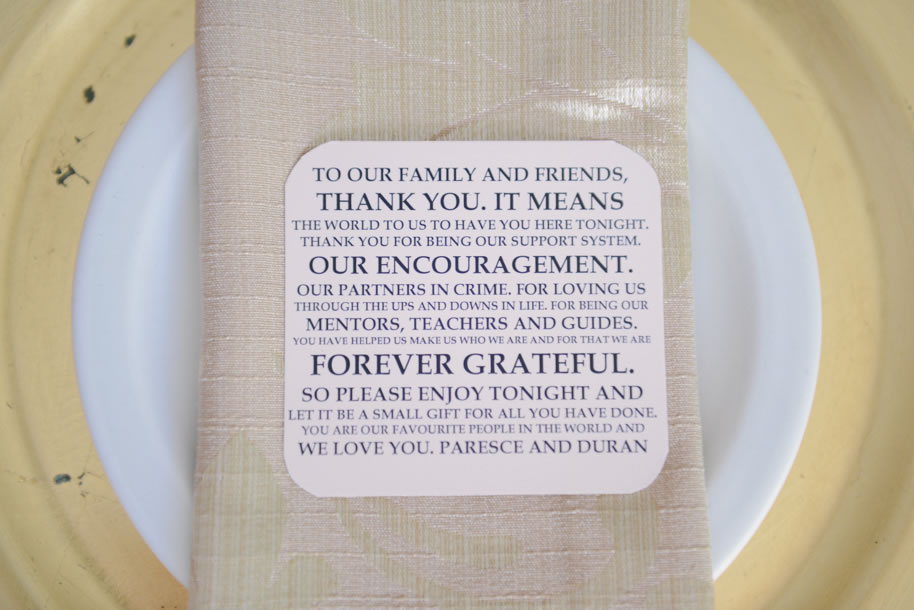 TO OUR FAMILY AND FRIENDS,
THANK YOU. IT MEANS
THE WORLD TO US TO HAVE YOU HERE TONIGHT.
THANK YOU FOR BEING OUR SUPPORT SYSTEM.
OUR ENCOURAGEMENT.
OUR PARTNERS IN CRIME. FOR LOVING US
THROUGH THE UPS AND DOWNS IN LIFE. FOR BEING OUR
MENTORS, TEACHERS AND GUIDES.
YOU HAVE HELPED US MAKE US WHO WE ARE AND FOR THAT WE ARE
FOREVER GRATEFUL.
SO PLEASE ENJOY TONIGHT AND
LET IT BE A SMALL GIFT FOR ALL YOU HAVE DONE.
YOU ARE OUR FAVOURITE PEOPLE IN THE WORLD AND
WE LOVE YOU. PARESCE AND DURAN